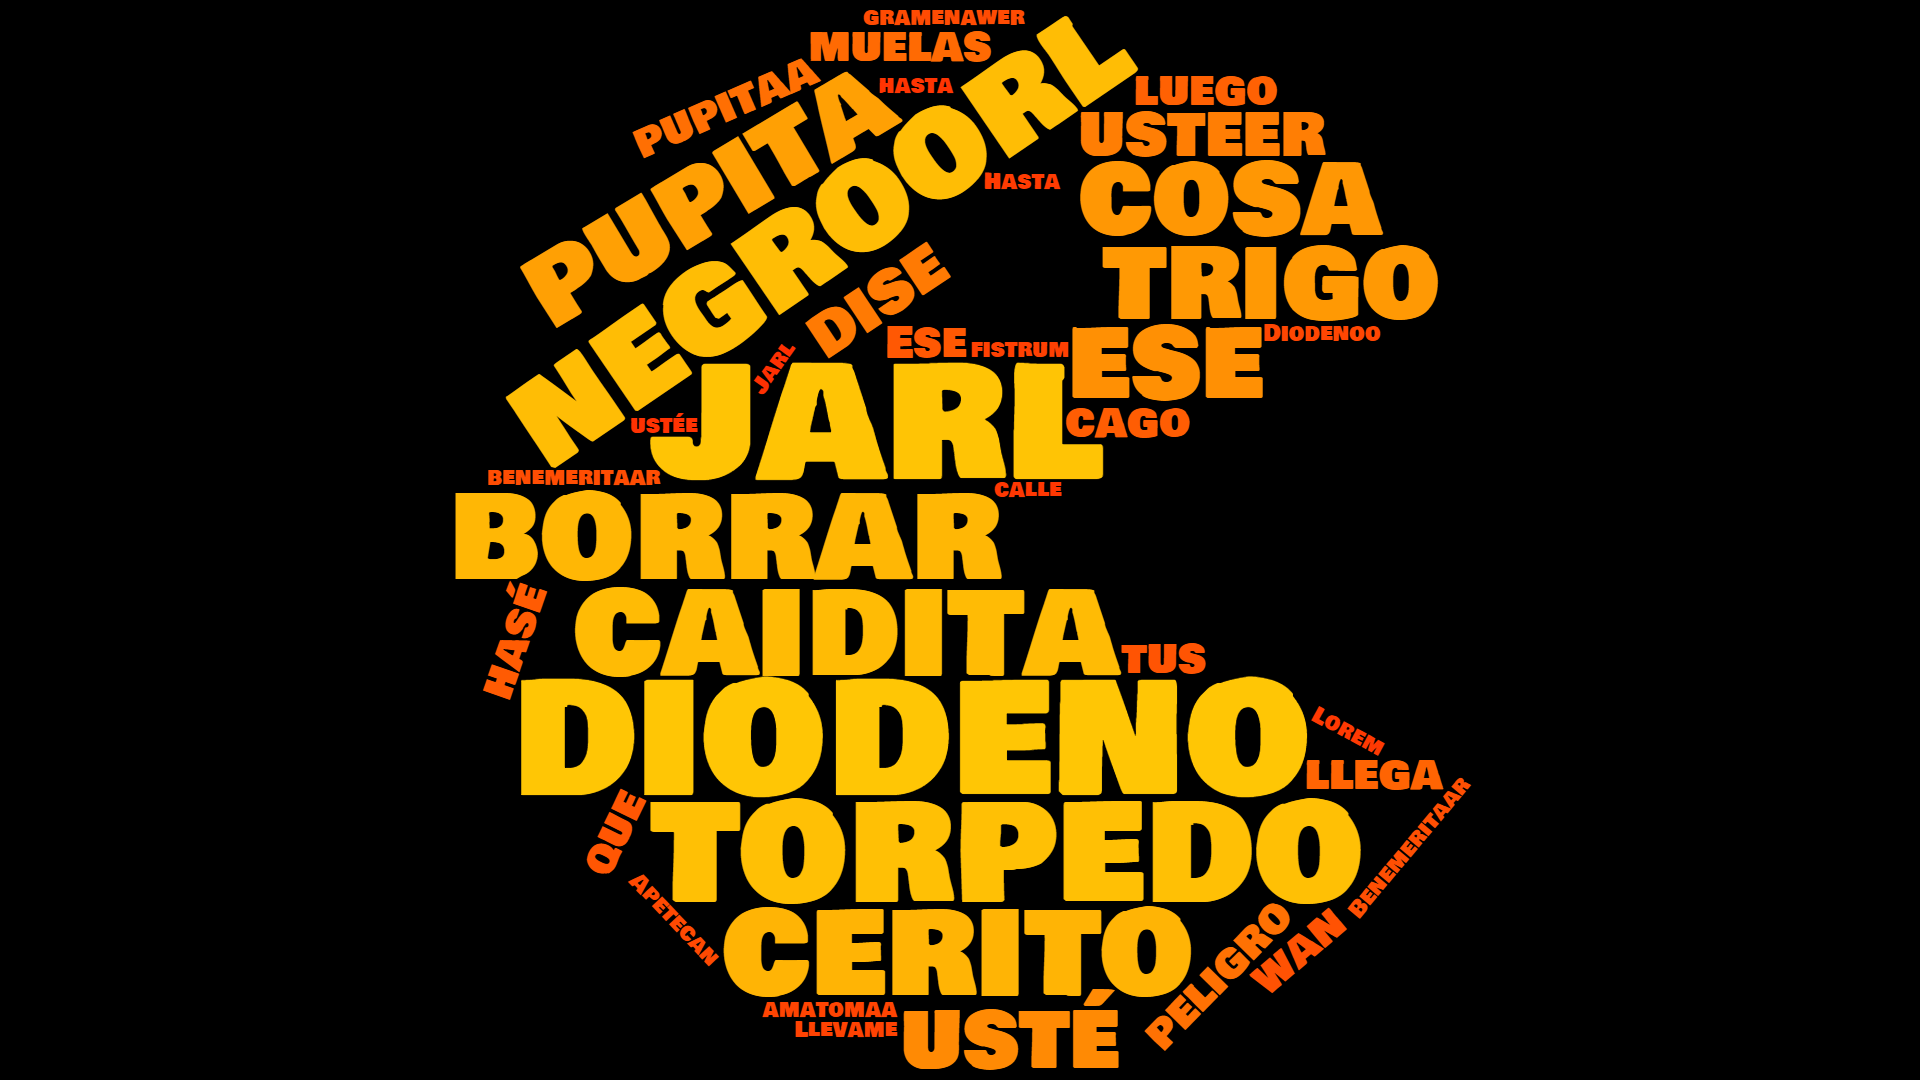 GRAMENAWER
MUELAS
HASTA
PUPITAA
PUPITA
NEGROORL
LUEGO
USTEER
HASTA
COSA
TRIGO
DISE
JARL
ESE
FISTRUM
ESE
DIODENOO
USTÉE
JARL
CAGO
BENEMERITAAR
CALLE
BORRAR
HASÉ
CAIDITA
TUS
DIODENO
LOREM
LLEGA
QUE
TORPEDO
BENEMERITAAR
APETECAN
CERITO
PELIGRO
WAN
AMATOMAA
LLEVAME
USTÉ